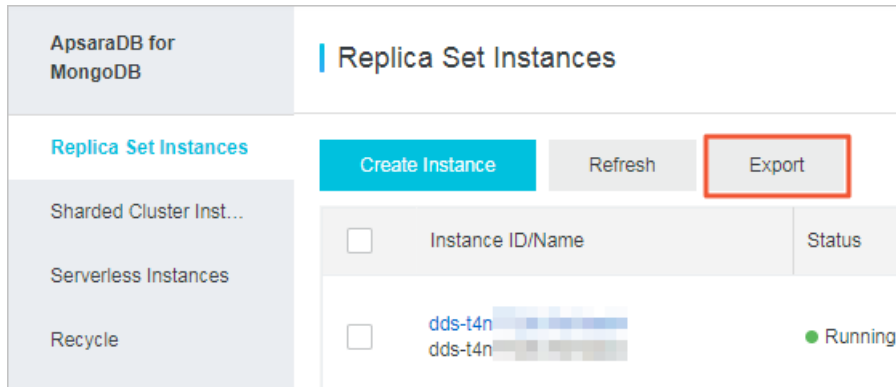 ApsaraDB for
MongoDB
Replica Set Instances
Sharded Cluster Inst...
Serverless Instances
Recycle
Replica Set Instances
Create Instance Refresh Export
Instance ID/Name Status
dds-t4n
Running
dds-t4n